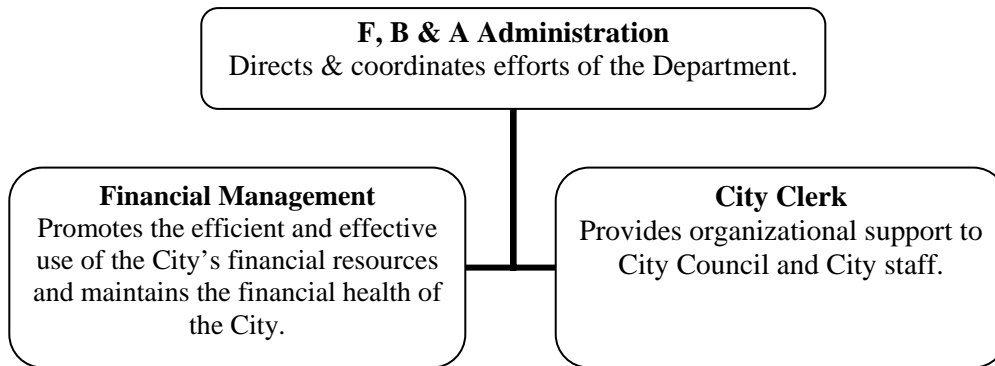 F, B & A Administration
Directs & coordinates efforts of the Department.
Financial Management
Promotes the efficient and effective
use of the City’s financial resources
and maintains the financial health of
the City.
City Clerk
Provides organizational support to
City Council and City staff.